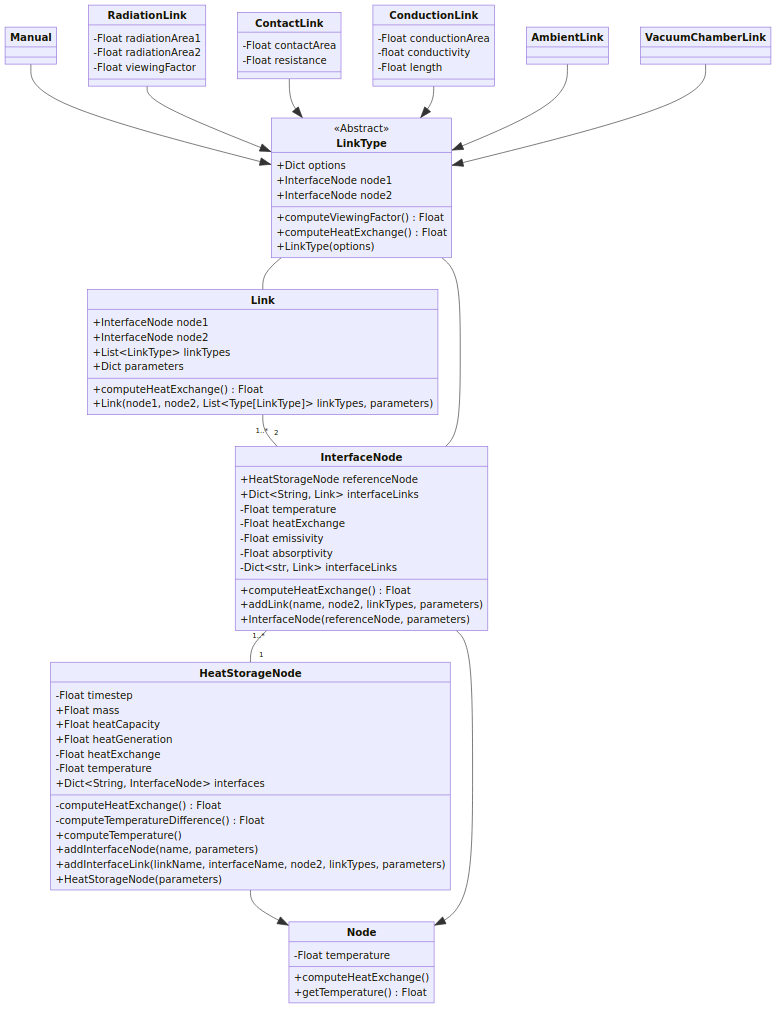 Manual
RadiationLink
-Float radiationArea1
-Float radiationArea2
-Float viewingFactor
ContactLink
-Float contactArea
-Float resistance
ConductionLink
-Float conductionArea
-float conductivity
-Float length
AmbientLink
VacuumChamberLink
«Abstract»
LinkType
+Dict options
+InterfaceNode node1
+InterfaceNode node2
+computeViewingFactor() : Float
+computeHeatExchange() : Float
+LinkType(options)
Link
+InterfaceNode node1
+InterfaceNode node2
+List<LinkType> linkTypes
+Dict parameters
+computeHeatExchange() : Float
+Link(node1, node2, List<Type[LinkType]> linkTypes, parameters)
1..*
2
InterfaceNode
+HeatStorageNode referenceNode
+Dict<String, Link> interfaceLinks
-Float temperature
-Float heatExchange
-Float emissivity
-Float absorptivity
-Dict<str, Link> interfaceLinks
+computeHeatExchange() : Float
+addLink(name, node2, linkTypes, parameters)
+InterfaceNode(referenceNode, parameters)
1..*
1
HeatStorageNode
-Float timestep
+Float mass
+Float heatCapacity
+Float heatGeneration
-Float heatExchange
-Float temperature
+Dict<String, InterfaceNode> interfaces
-computeHeatExchange() : Float
-computeTemperatureDifference() : Float
+computeTemperature()
+addInterfaceNode(name, parameters)
+addInterfaceLink(linkName, interfaceName, node2, linkTypes, parameters)
+HeatStorageNode(parameters)
Node
-Float temperature
+computeHeatExchange()
+getTemperature() : Float